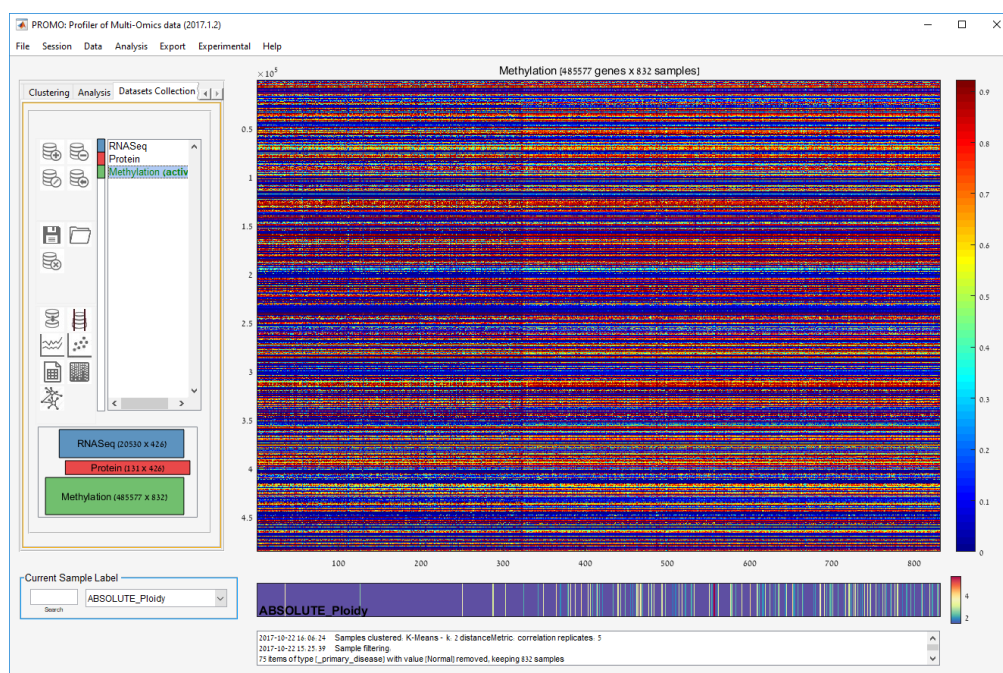 PROMO: Profiler of Multi-Omics data (2017.1.2)
File Session Data Analysis Export Experimental Help
Clustering Analysis Datasets Collection
RNASeq
Protein
Methylation (activ
RNASeq (20530 x 426)
Protein (131 x 426)
Methylation (485577 x 832)
Current Sample Label
Search
ABSOLUTE_Ploidy
× 10⁵
Methylation [485577 genes x 832 samples]
0.5
1
1.5
2
2.5
3
3.5
4
4.5
100 200 300 400 500 600 700 800
0.9
0.8
0.7
0.6
0.5
0.4
0.3
0.2
0.1
0
ABSOLUTE_Ploidy
4
2
2017-10-22 16:06:24 Samples clustered: K-Means - k: 2 distanceMetric: correlation replicates: 5
2017-10-22 15:25:39 Sample filtering:
75 items of type (_primary_disease) with value (Normal) removed, keeping 832 samples